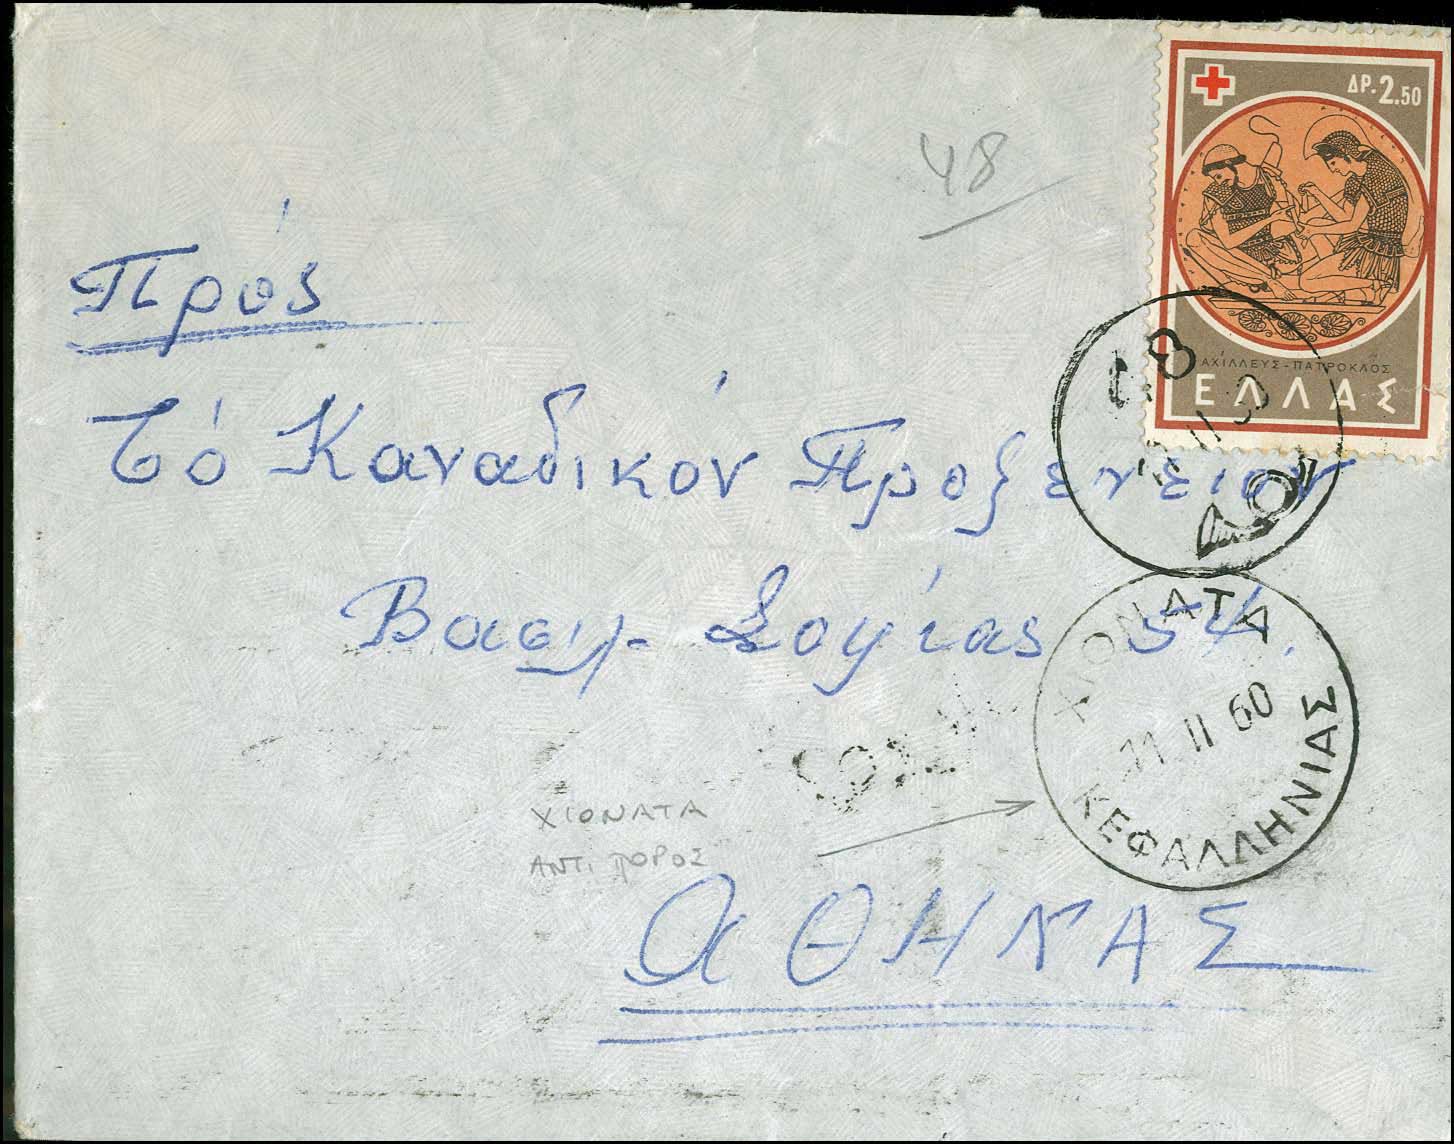 ΔΡ. 2.50
48
Πρός
ΑΧΙΛΛΕΥΣ - ΠΑΤΡΟΚΛΟΣ
ΕΛΛΑΣ
Τό Καναδικόν Προξενείον
Βασιλ. Σοφίας
ΧΙΟΝΑΤΑ
11 60
ΚΕΦΑΛΛΗΝΙΑΣ
ΧΙΟΝΑΤΑ
ΑΝΤΙ ΠΟΡΟΣ
ΑΘΗΝΑΣ